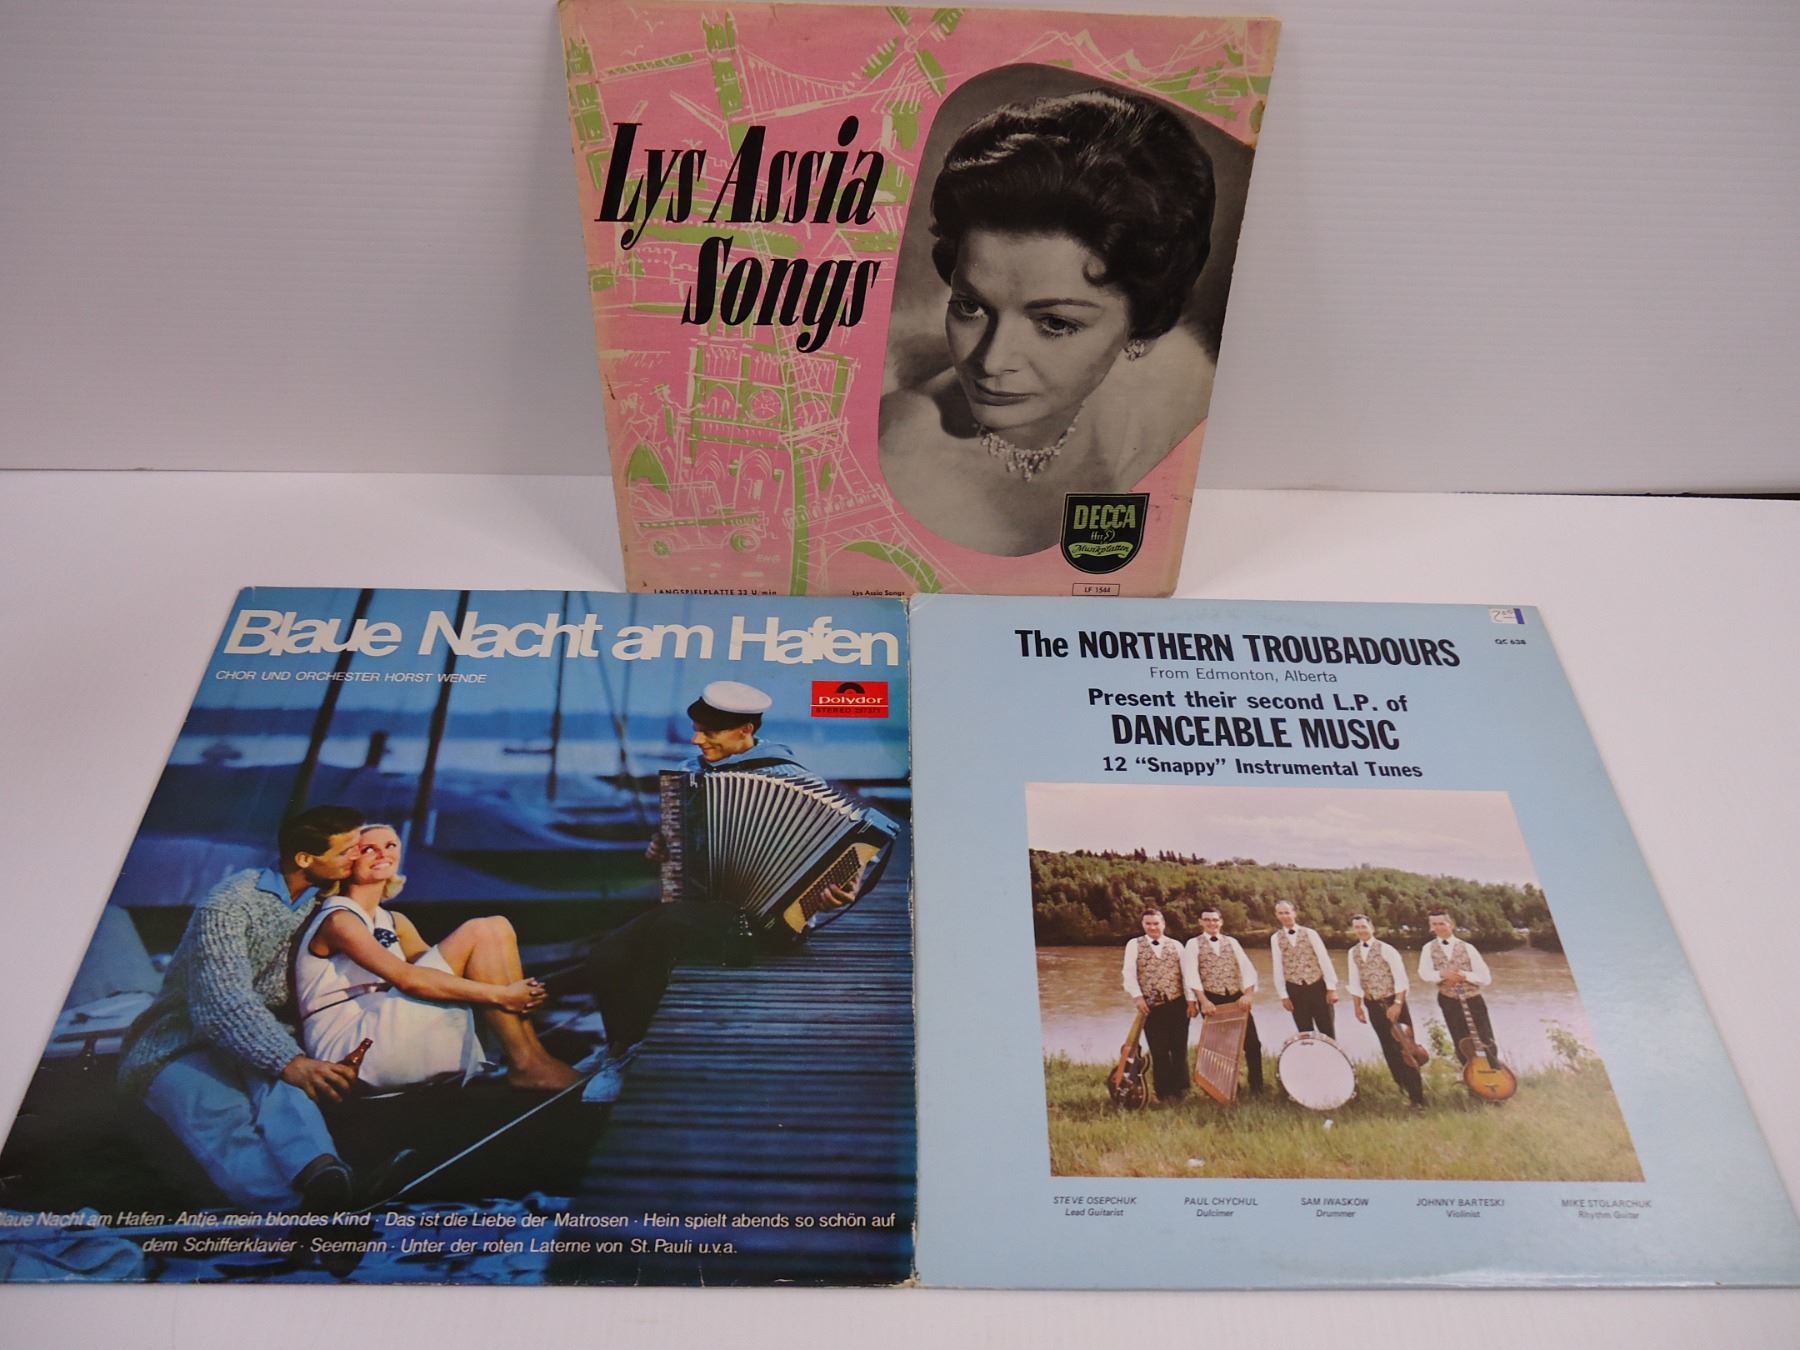 Lys Assia
Songs
EHG
DECCA
Hrr
Musikplatten
LANGSPIELPLATTE 33 U/min
Lys Assia Songs
LF 1544
Blaue Nacht am Hafen
CHOR UND ORCHESTER HORST WENDE
Polydor
STEREO 237371
Blaue Nacht am Hafen · Antje, mein blondes Kind · Das ist die Liebe der Matrosen · Hein spielt abends so schön auf
dem Schifferklavier · Seemann · Unter der roten Laterne von St. Pauli u.v.a.
QC 638
The NORTHERN TROUBADOURS
From Edmonton, Alberta
Present their second L.P. of
DANCEABLE MUSIC
12 “Snappy” Instrumental Tunes
STEVE OSEPCHUK
Lead Guitarist
PAUL CHYCHUL
Dulcimer
SAM IWASKOW
Drummer
JOHNNY BARTESKI
Violinist
MIKE STOLARCHUK
Rhythm Guitar